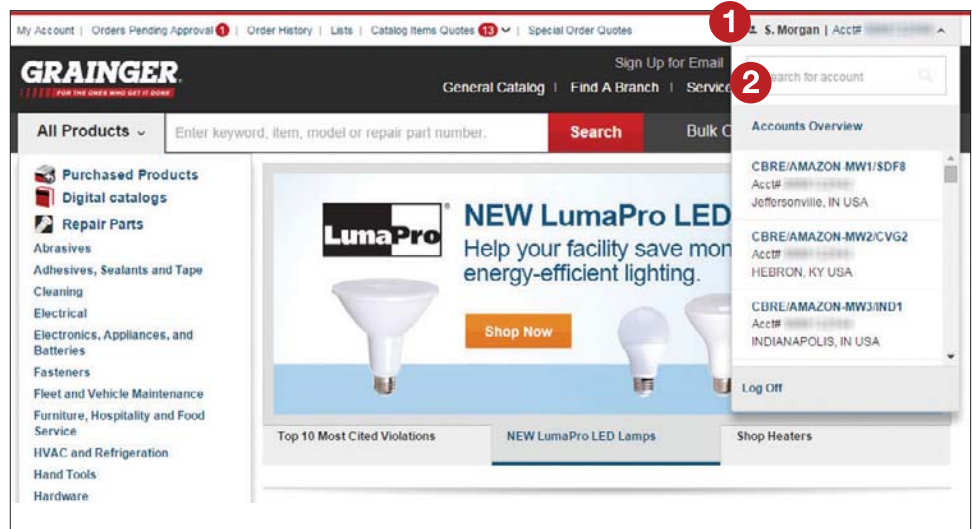 My Account | Orders Pending Approval 1 | Order History | Lists | Catalog Items Quotes 13 | Special Order Quotes
1
S. Morgan | Acct#
GRAINGER
FOR THE ONES WHO GET IT DONE
Sign Up for Email
General Catalog | Find A Branch | Service
2
Search for account
All Products
Enter keyword, item, model or repair part number.
Search
Bulk
Accounts Overview
CBRE/AMAZON-MW1/SDF8
Acct#
Jeffersonville, IN USA
CBRE/AMAZON-MW2/CVG2
Acct#
HEBRON, KY USA
CBRE/AMAZON-MW3/IND1
Acct#
INDIANAPOLIS, IN USA
Log Off
Purchased Products
Digital catalogs
Repair Parts
Abrasives
Adhesives, Sealants and Tape
Cleaning
Electrical
Electronics, Appliances, and
Batteries
Fasteners
Fleet and Vehicle Maintenance
Furniture, Hospitality and Food
Service
HVAC and Refrigeration
Hand Tools
Hardware
LumaPro®
NEW LumaPro LED
Help your facility save mon
energy-efficient lighting.
Shop Now
Top 10 Most Cited Violations
NEW LumaPro LED Lamps
Shop Heaters